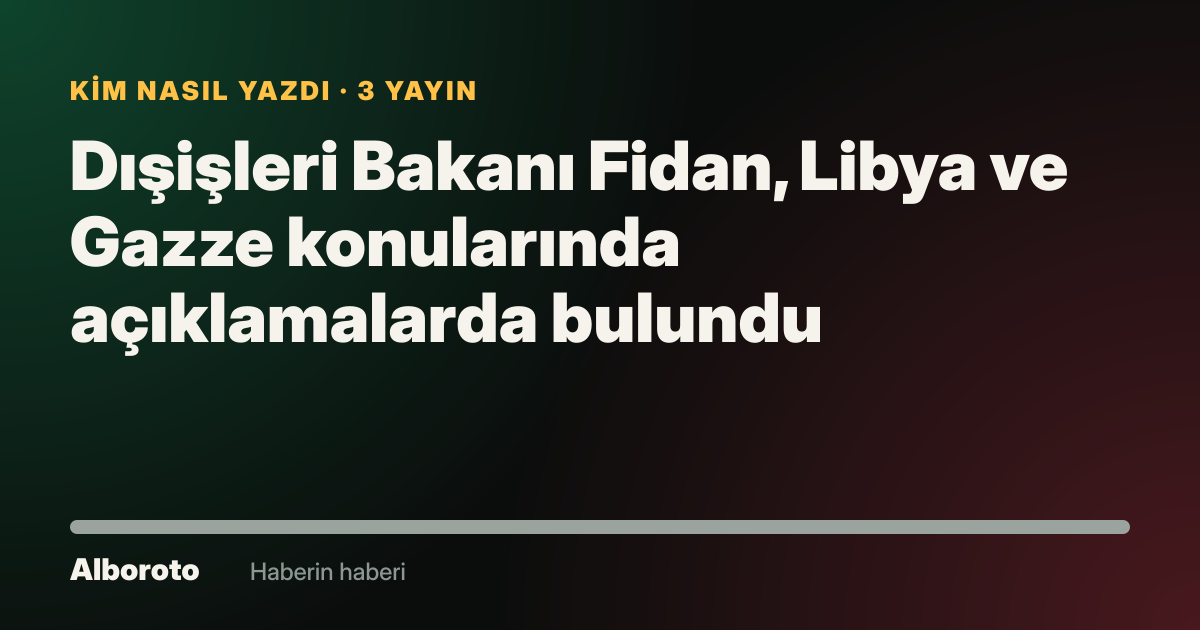 KİM NASIL YAZDI · 3 YAYIN
Dışişleri Bakanı Fidan, Libya ve
Gazze konularında
açıklamalarda bulundu
Alboroto
Haberin haberi